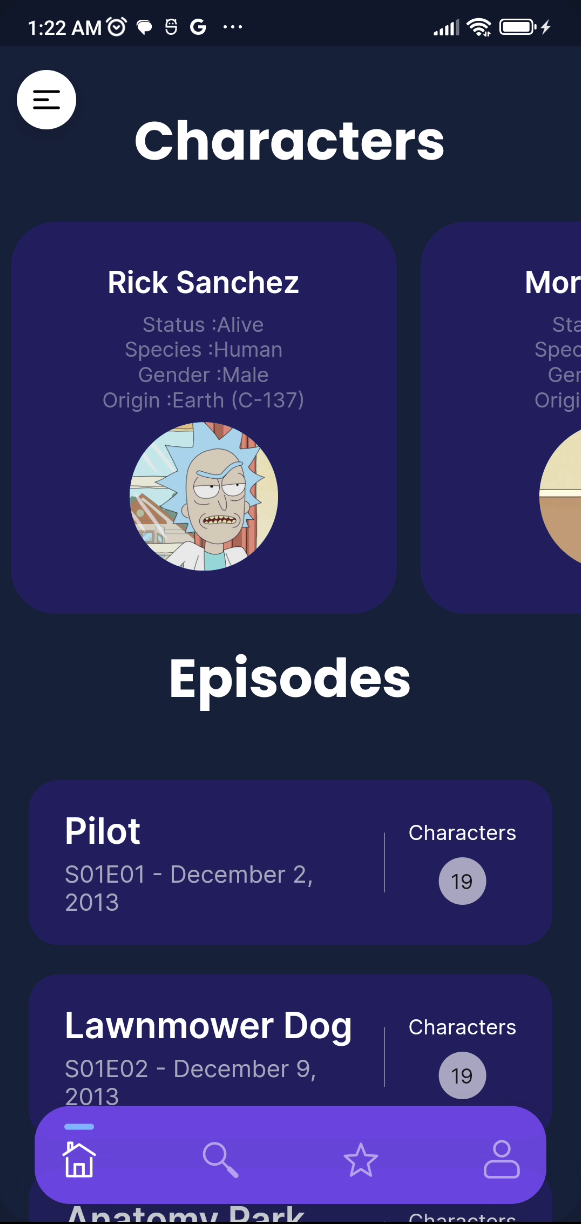 1:22 AM
Characters
Rick Sanchez
Status :Alive
Species :Human
Gender :Male
Origin :Earth (C-137)
Mor
Sta
Spec
Ger
Origi
Episodes
Pilot
S01E01 - December 2,
2013
Characters
19
Lawnmower Dog
S01E02 - December 9,
2013
Characters
19
Anatomy Park
Characters